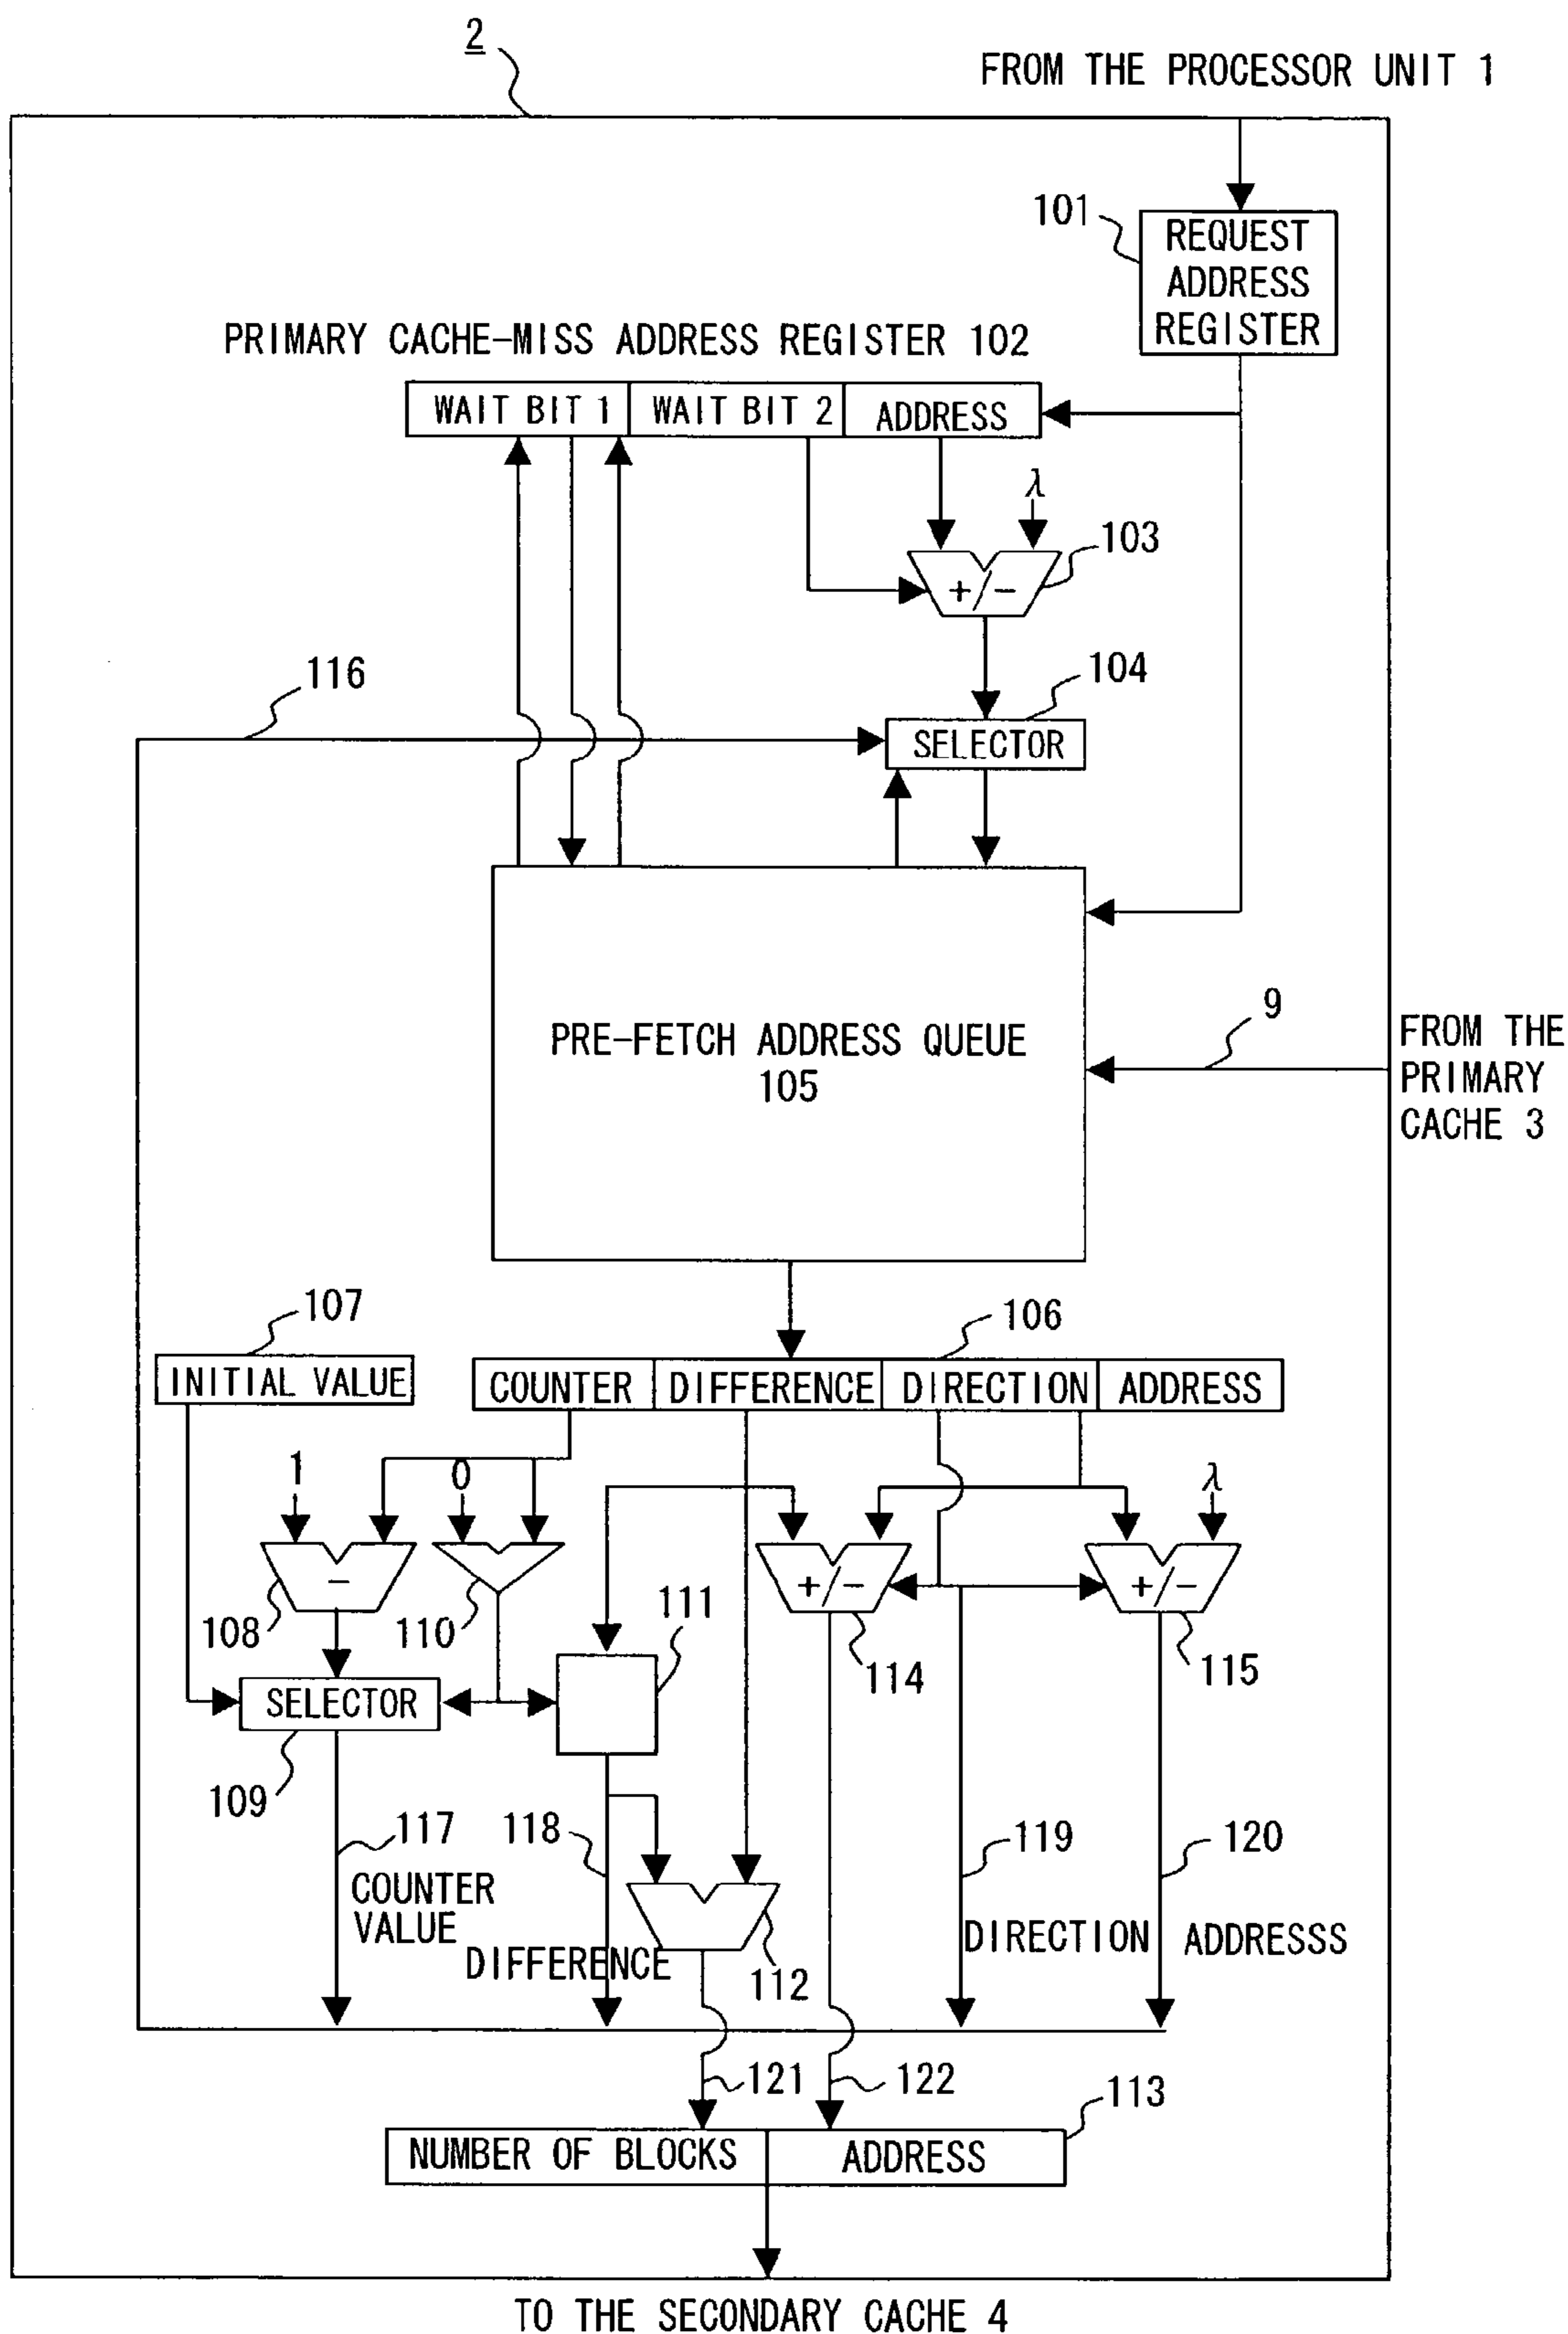 2
FROM THE PROCESSOR UNIT 1
101
REQUEST
ADDRESS
REGISTER
PRIMARY CACHE-MISS ADDRESS REGISTER 102
WAIT BIT 1 WAIT BIT 2 ADDRESS
λ
103
+/-
116
104
SELECTOR
9
FROM THE
PRIMARY
CACHE 3
PRE-FETCH ADDRESS QUEUE
105
107
106
INITIAL VALUE
COUNTER DIFFERENCE DIRECTION ADDRESS
1 0 λ
- +/- +/-
108 110 111 114 115
SELECTOR
109
117 118 119 120
COUNTER
VALUE
DIFFERENCE
DIRECTION ADDRESSS
112
121 122 113
NUMBER OF BLOCKS ADDRESS
TO THE SECONDARY CACHE 4